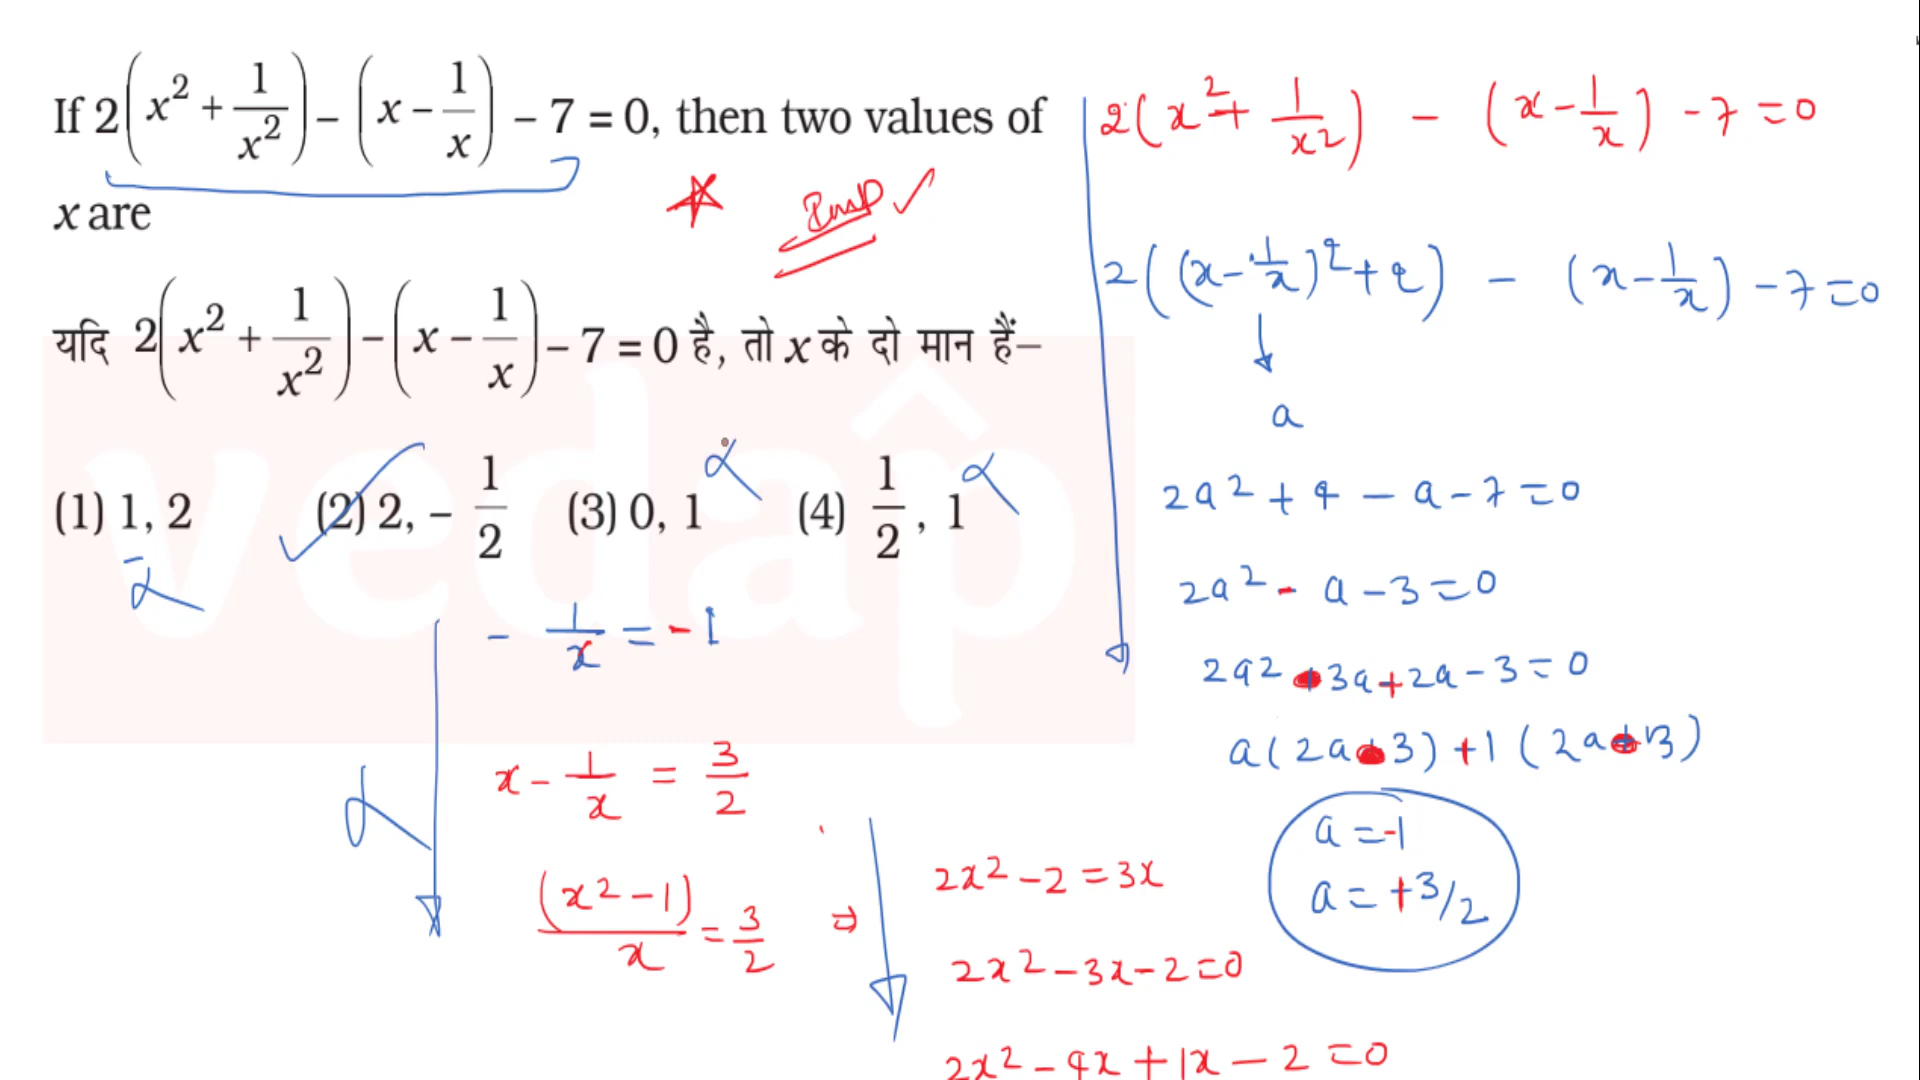 If 2(x² + 1/x²) − (x − 1/x) − 7 = 0, then two values of
x are
यदि 2(x² + 1/x²) − (x − 1/x) − 7 = 0 है, तो x के दो मान हैं–
(1) 1, 2 (2) 2, − 1/2 (3) 0, 1 (4) 1/2, 1
vedap
Imp ✓
− 1/x = −1
x − 1/x = 3/2
(x² − 1)/x = 3/2 ⇒
2(x² + 1/x²) − (x − 1/x) − 7 = 0
2((x − 1/x)² + 2) − (x − 1/x) − 7 = 0
a
2a² + 4 − a − 7 = 0
2a² − a − 3 = 0
2a² 3a + 2a − 3 = 0
a(2a 3) + 1(2a 3)
a = −1
a = +3/2
2x² − 2 = 3x
2x² − 3x − 2 = 0
2x² − 4x + 1x − 2 = 0